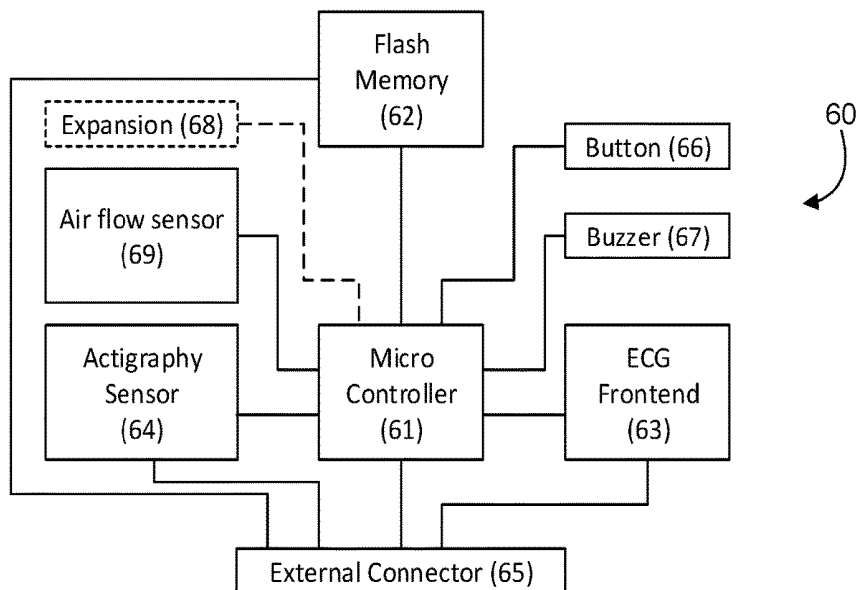 Flash
Memory
(62)
Expansion (68)
Button (66)
60
Air flow sensor
(69)
Buzzer (67)
Actigraphy
Sensor
(64)
Micro
Controller
(61)
ECG
Frontend
(63)
External Connector (65)